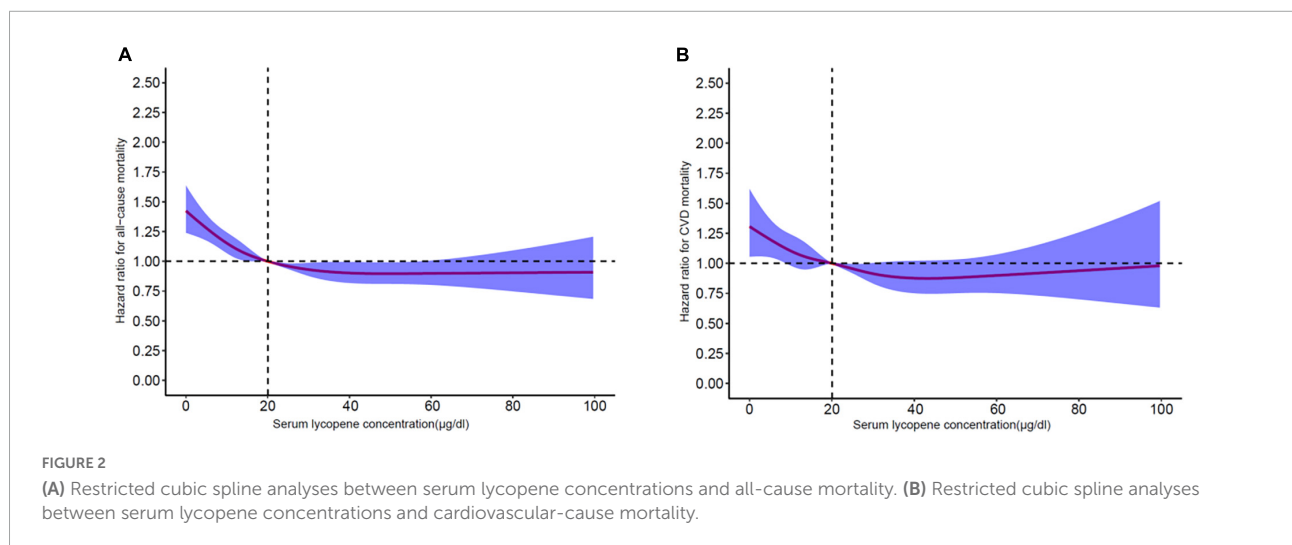 A
B
Hazard ratio for all-cause mortality
2.50
2.25
2.00
1.75
1.50
1.25
1.00
0.75
0.50
0.25
0.00
0 20 40 60 80 100
Serum lycopene concentration(µg/dl)
Hazard ratio for CVD mortality
2.50
2.25
2.00
1.75
1.50
1.25
1.00
0.75
0.50
0.25
0.00
0 20 40 60 80 100
Serum lycopene concentration(µg/dl)
FIGURE 2
(A) Restricted cubic spline analyses between serum lycopene concentrations and all-cause mortality. (B) Restricted cubic spline analyses
between serum lycopene concentrations and cardiovascular-cause mortality.